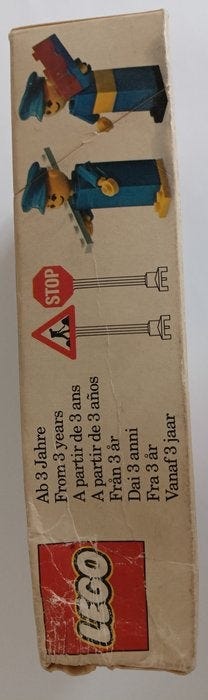 STOP
Ab 3 Jahre
From 3 years
A partir de 3 ans
A partir de 3 años
Från 3 år
Dai 3 anni
Fra 3 år
Vanaf 3 jaar
LEGO